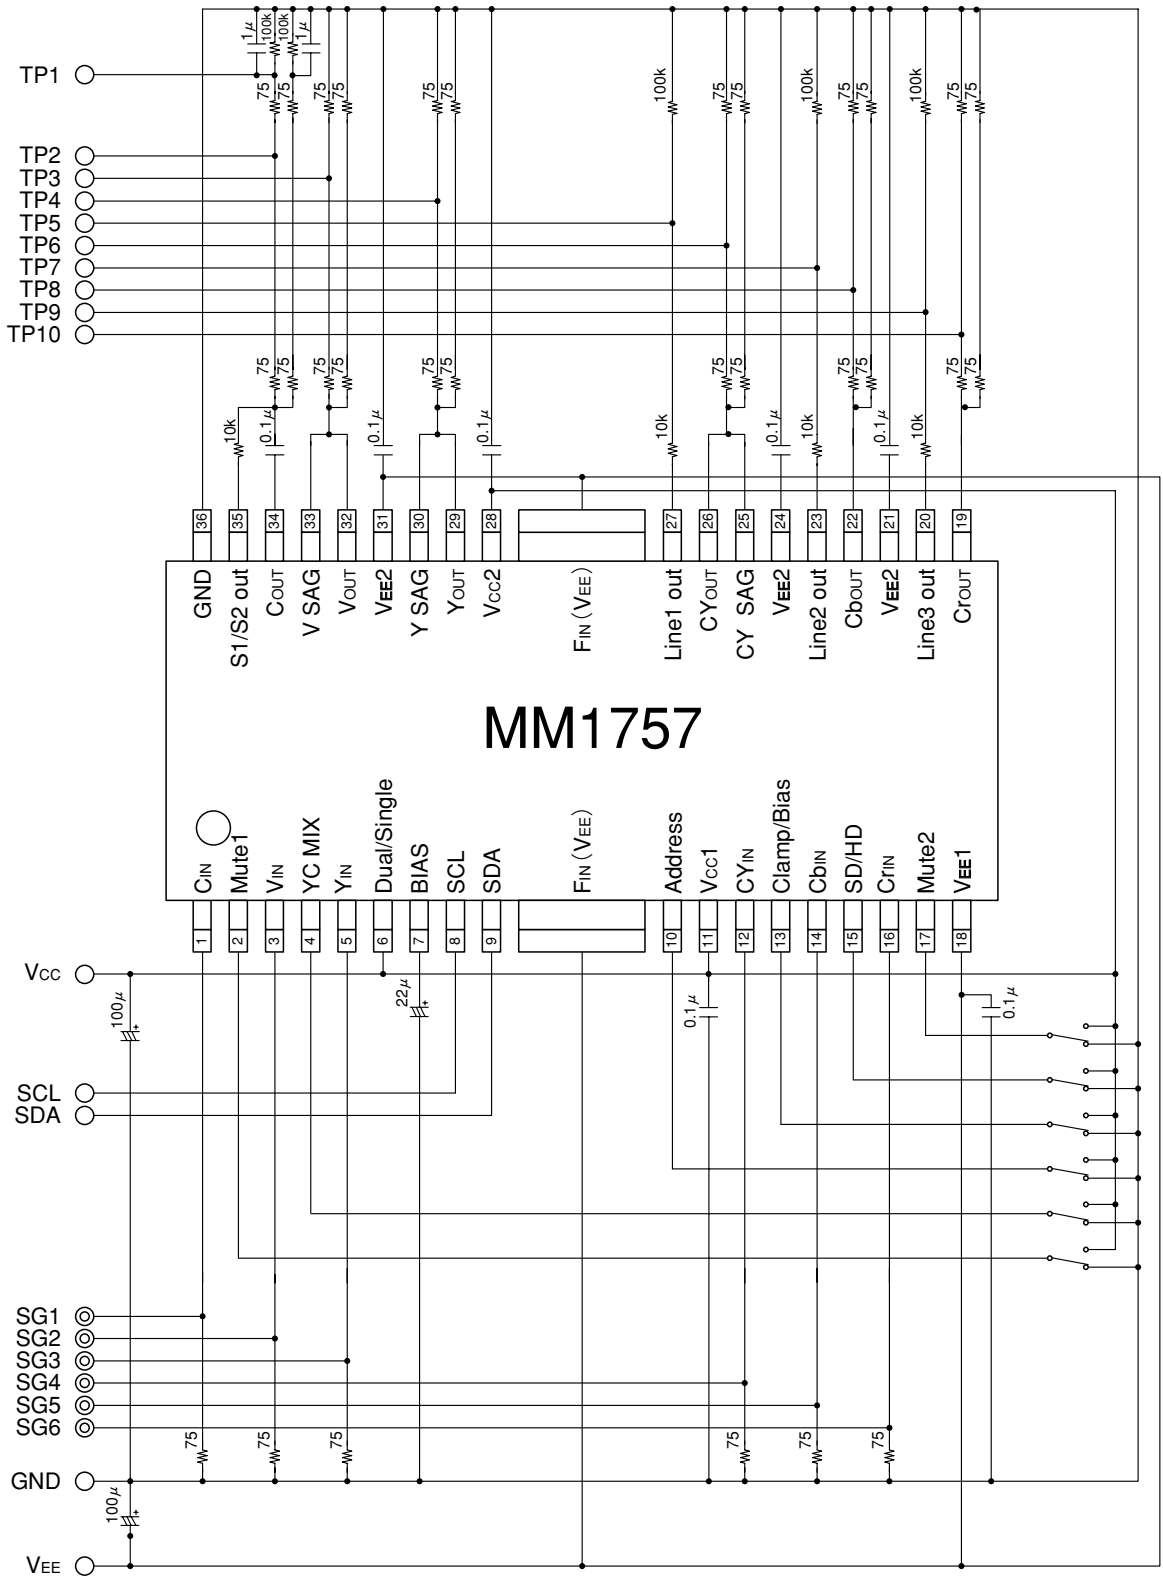 1μ 100k 100k 1μ
TP1
75 75 75 75 75 75 100k 75 75 100k 75 75 100k 75 75
TP2
TP3
TP4
TP5
TP6
TP7
TP8
TP9
TP10
75 75 75 75 75 75 75 75 75 75 75 75
10k 0.1μ 0.1μ 0.1μ 10k 0.1μ 10k 0.1μ 10k
36 35 34 33 32 31 30 29 28 27 26 25 24 23 22 21 20 19
GND
S1/S2 out
COUT
V SAG
VOUT
VEE2
Y SAG
YOUT
VCC2
FIN (VEE)
Line1 out
CYOUT
CY SAG
VEE2
Line2 out
CbOUT
VEE2
Line3 out
CrOUT
MM1757
CIN
Mute1
VIN
YC MIX
YIN
Dual/Single
BIAS
SCL
SDA
FIN (VEE)
Address
VCC1
CYIN
Clamp/Bias
CbIN
SD/HD
CrIN
Mute2
VEE1
1 2 3 4 5 6 7 8 9 10 11 12 13 14 15 16 17 18
VCC
100μ + 22μ + 0.1μ 0.1μ
SCL
SDA
SG1
SG2
SG3
SG4
SG5
SG6
75 75 75 75 75 75
GND
100μ +
VEE